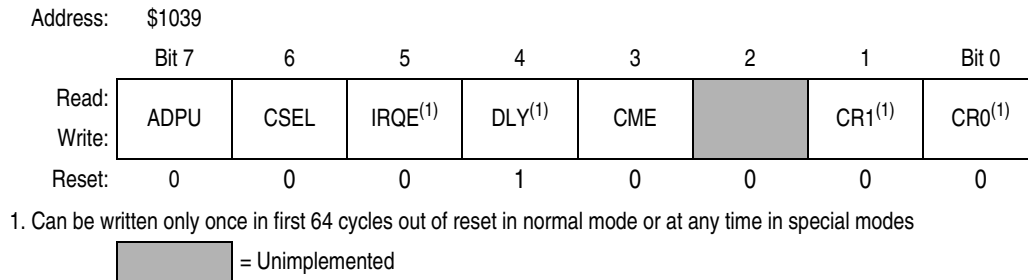 Address: $1039
Bit 7 6 5 4 3 2 1 Bit 0
Read:
ADPU CSEL IRQE(1) DLY(1) CME CR1(1) CR0(1)
Write:
Reset: 0 0 0 1 0 0 0 0
1. Can be written only once in first 64 cycles out of reset in normal mode or at any time in special modes
= Unimplemented